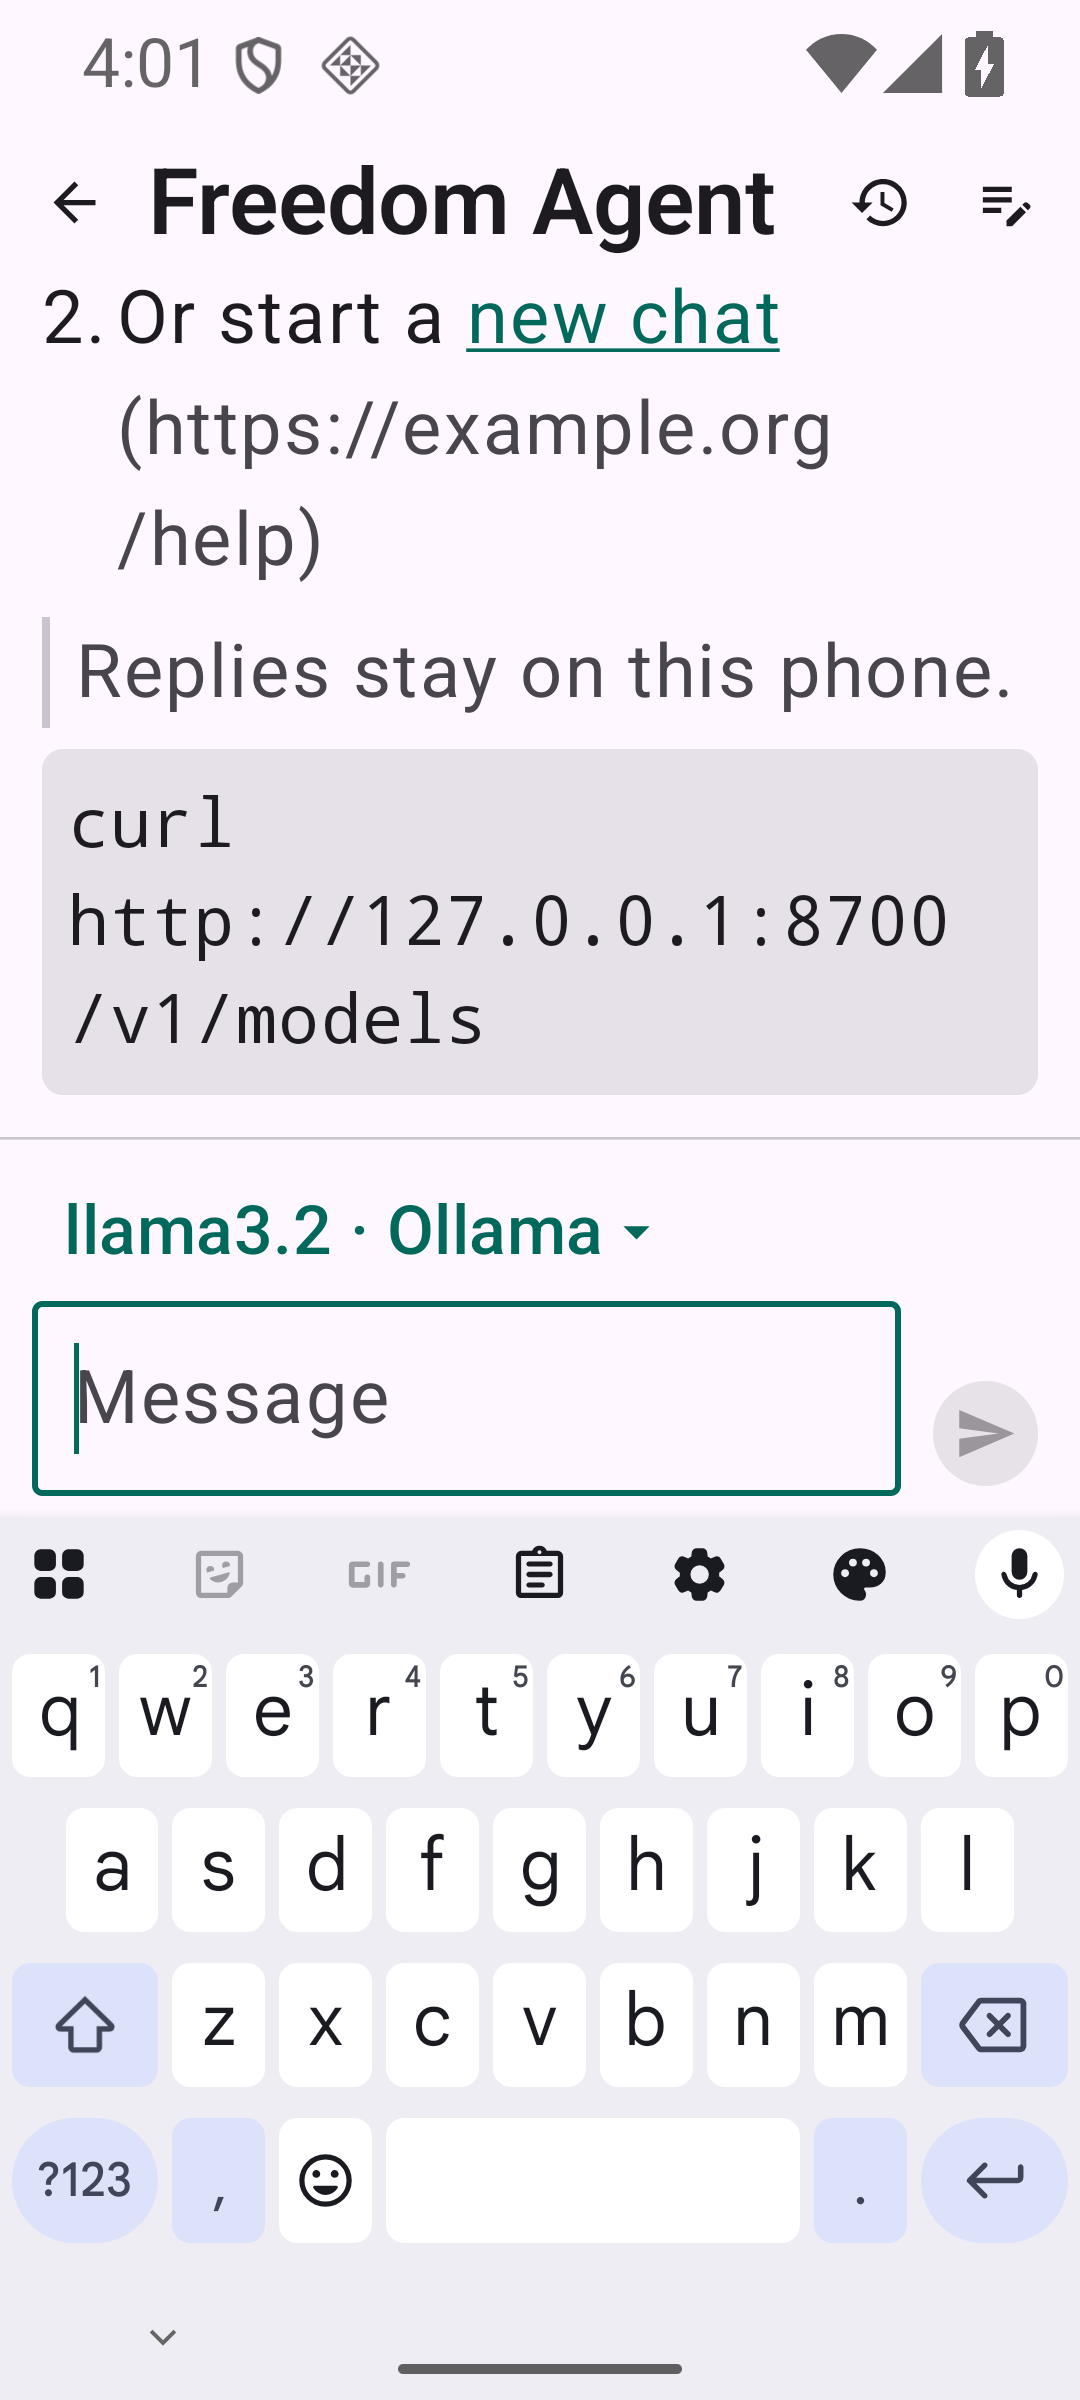 4:01
Freedom Agent
2. Or start a new chat
(https://example.org
/help)
Replies stay on this phone.
curl
http://127.0.0.1:8700
/v1/models
llama3.2 · Ollama
Message
GIF
q1 w2 e3 r4 t5 y6 u7 i8 o9 p0
a s d f g h j k l
z x c v b n m
?123 , .